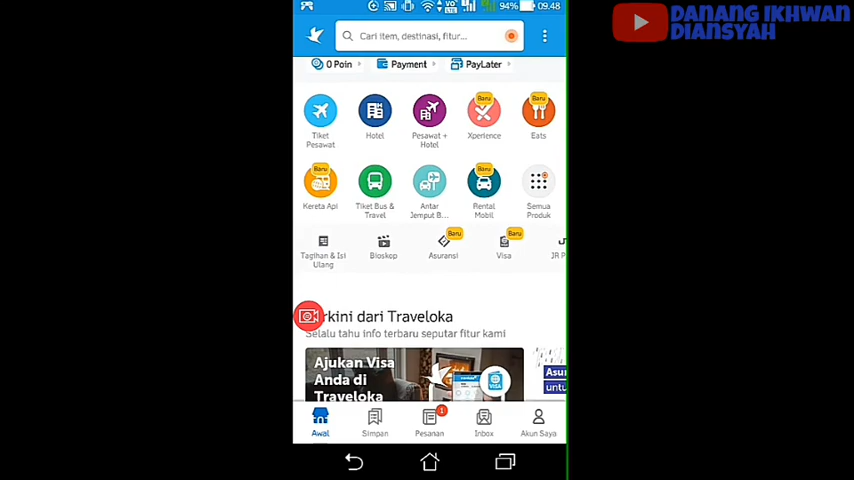 94% 09.48
DANANG IKHWAN
DIANSYAH
Cari item, destinasi, fitur...
0 Poin Payment PayLater
Baru Baru
Tiket Pesawat Hotel Pesawat + Hotel Xperience Eats
Baru Baru
Kereta Api Tiket Bus & Travel Antar Jemput B... Rental Mobil Semua Produk
Baru Baru
Tagihan & Isi Ulang Bioskop Asuransi Visa JR P
rkini dari Traveloka
Selalu tahu info terbaru seputar fitur kami
Ajukan Visa
Anda di
Traveloka
VISA
Asur
untu
1
Awal Simpan Pesanan Inbox Akun Saya